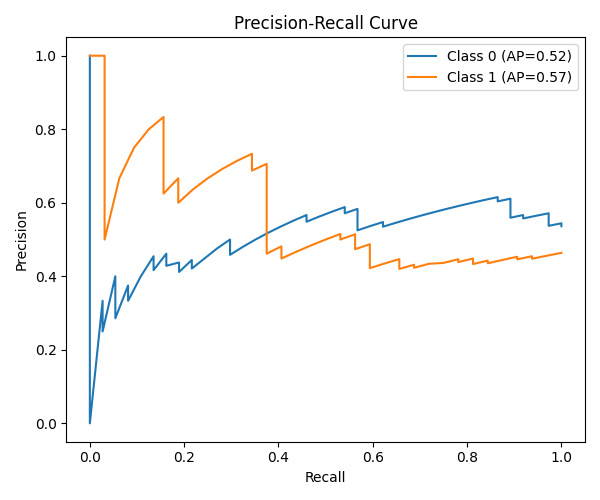 Precision-Recall Curve
Class 0 (AP=0.52)
Class 1 (AP=0.57)
Precision
1.0
0.8
0.6
0.4
0.2
0.0
0.0 0.2 0.4 0.6 0.8 1.0
Recall